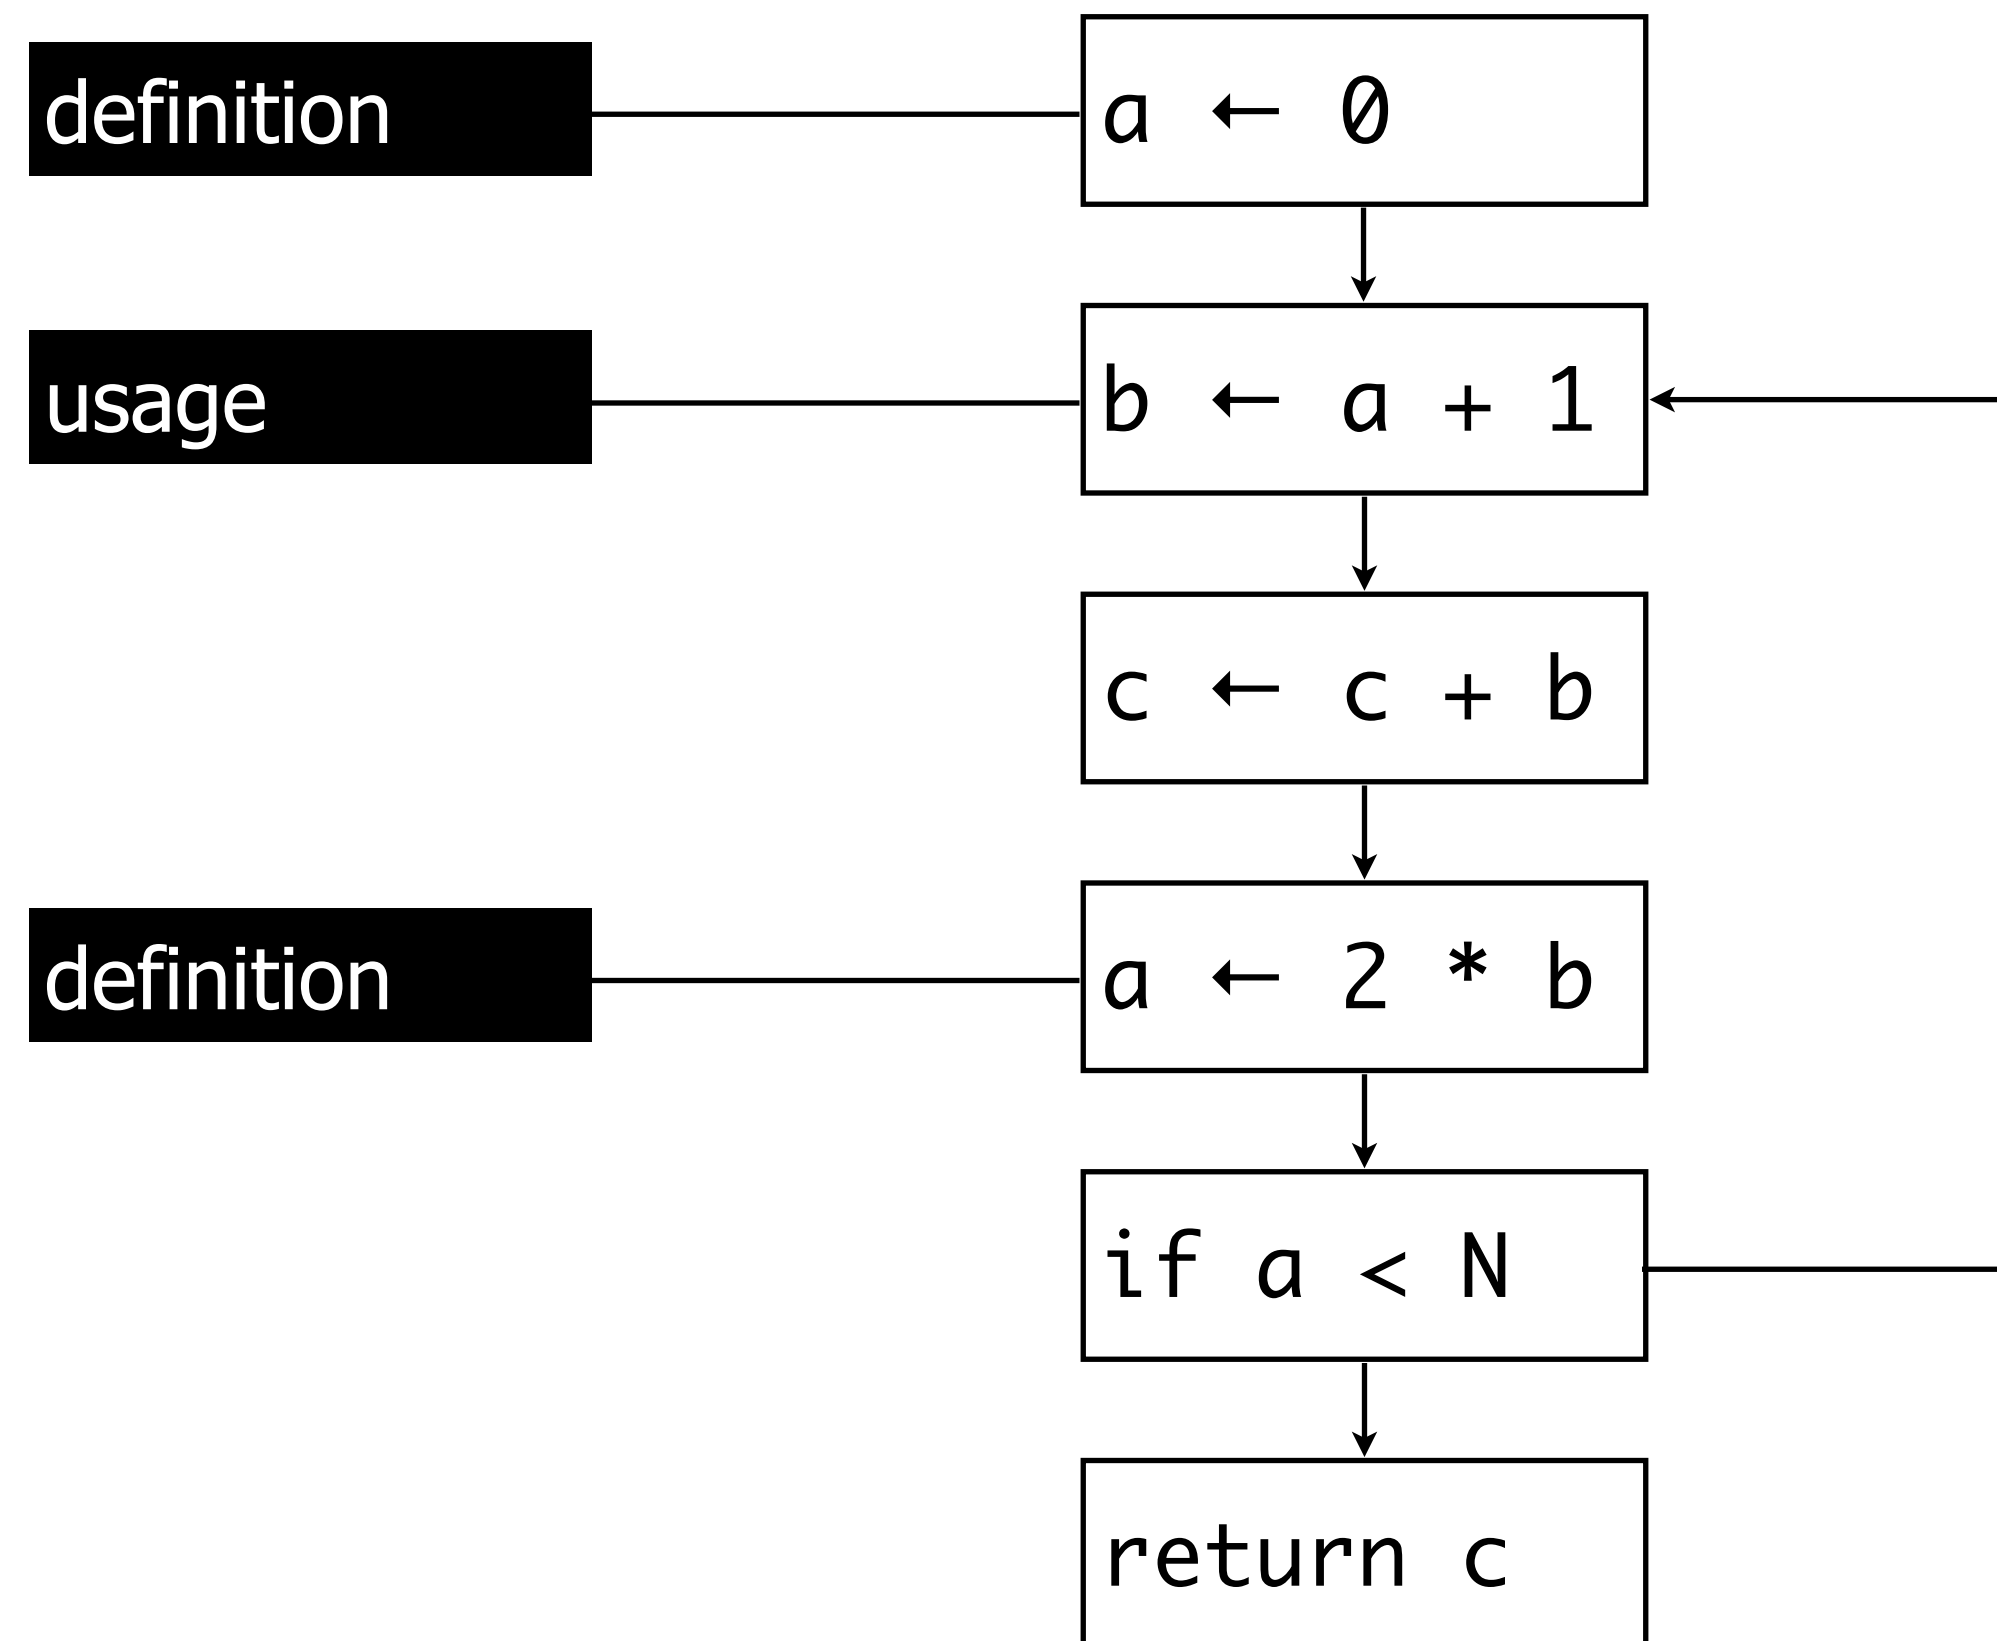 definition
a ← 0
usage
b ← a + 1
c ← c + b
definition
a ← 2 * b
if a < N
return c